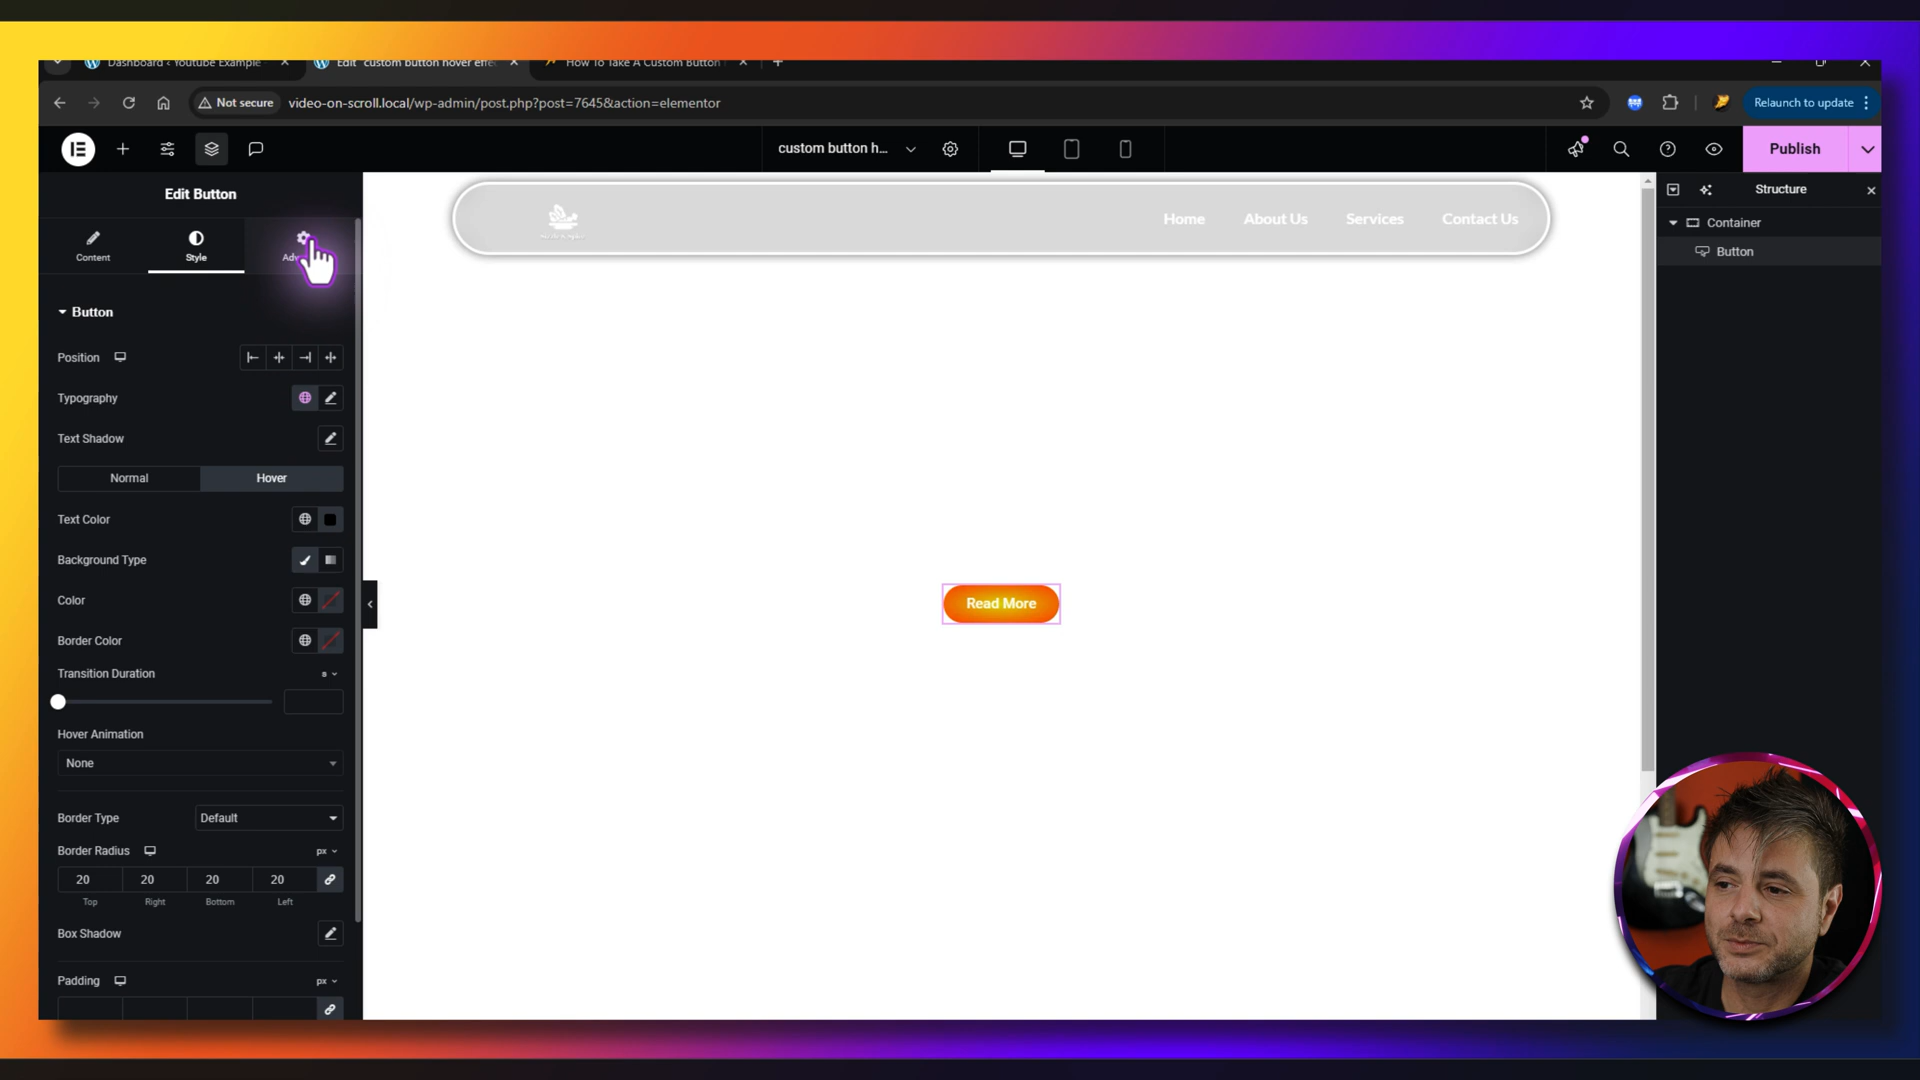 Dashboard ‹ Youtube Example
Edit "custom button hover effe
How To Take A Custom Button
Not secure
video-on-scroll.local/wp-admin/post.php?post=7645&action=elementor
Relaunch to update
custom button h...
Publish
Edit Button
Structure
Container
Button
Content
Style
Home
About Us
Services
Contact Us
Button
Position
Typography
Text Shadow
Normal
Hover
Text Color
Background Type
Color
Border Color
Transition Duration
s
Hover Animation
None
Border Type
Default
Border Radius
px
20
20
20
20
Top
Right
Bottom
Left
Box Shadow
Padding
px
Read More